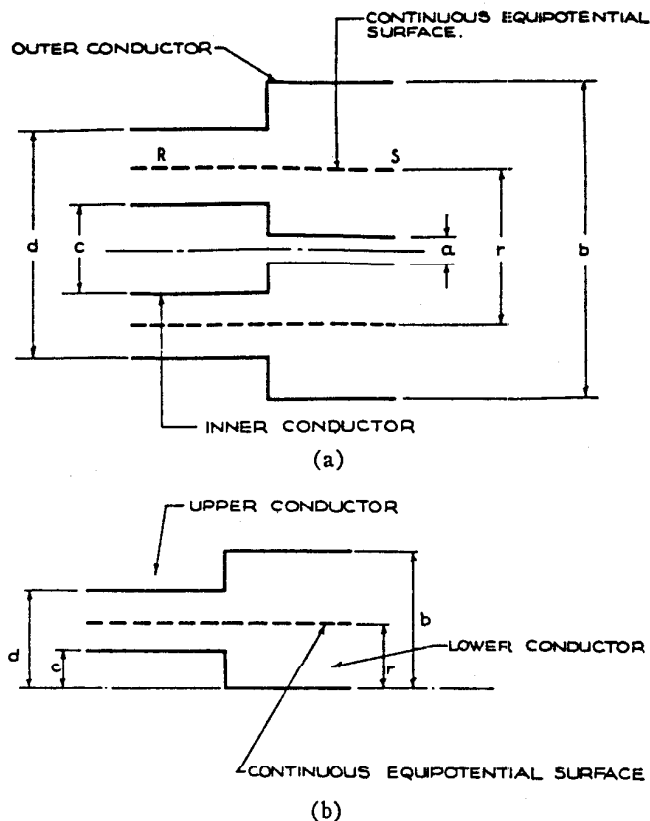 CONTINUOUS EQUIPOTENTIAL
SURFACE.
OUTER CONDUCTOR
R
S
d
c
a
r
b
INNER CONDUCTOR
(a)
UPPER CONDUCTOR
b
LOWER CONDUCTOR
d
c
r
CONTINUOUS EQUIPOTENTIAL SURFACE
(b)